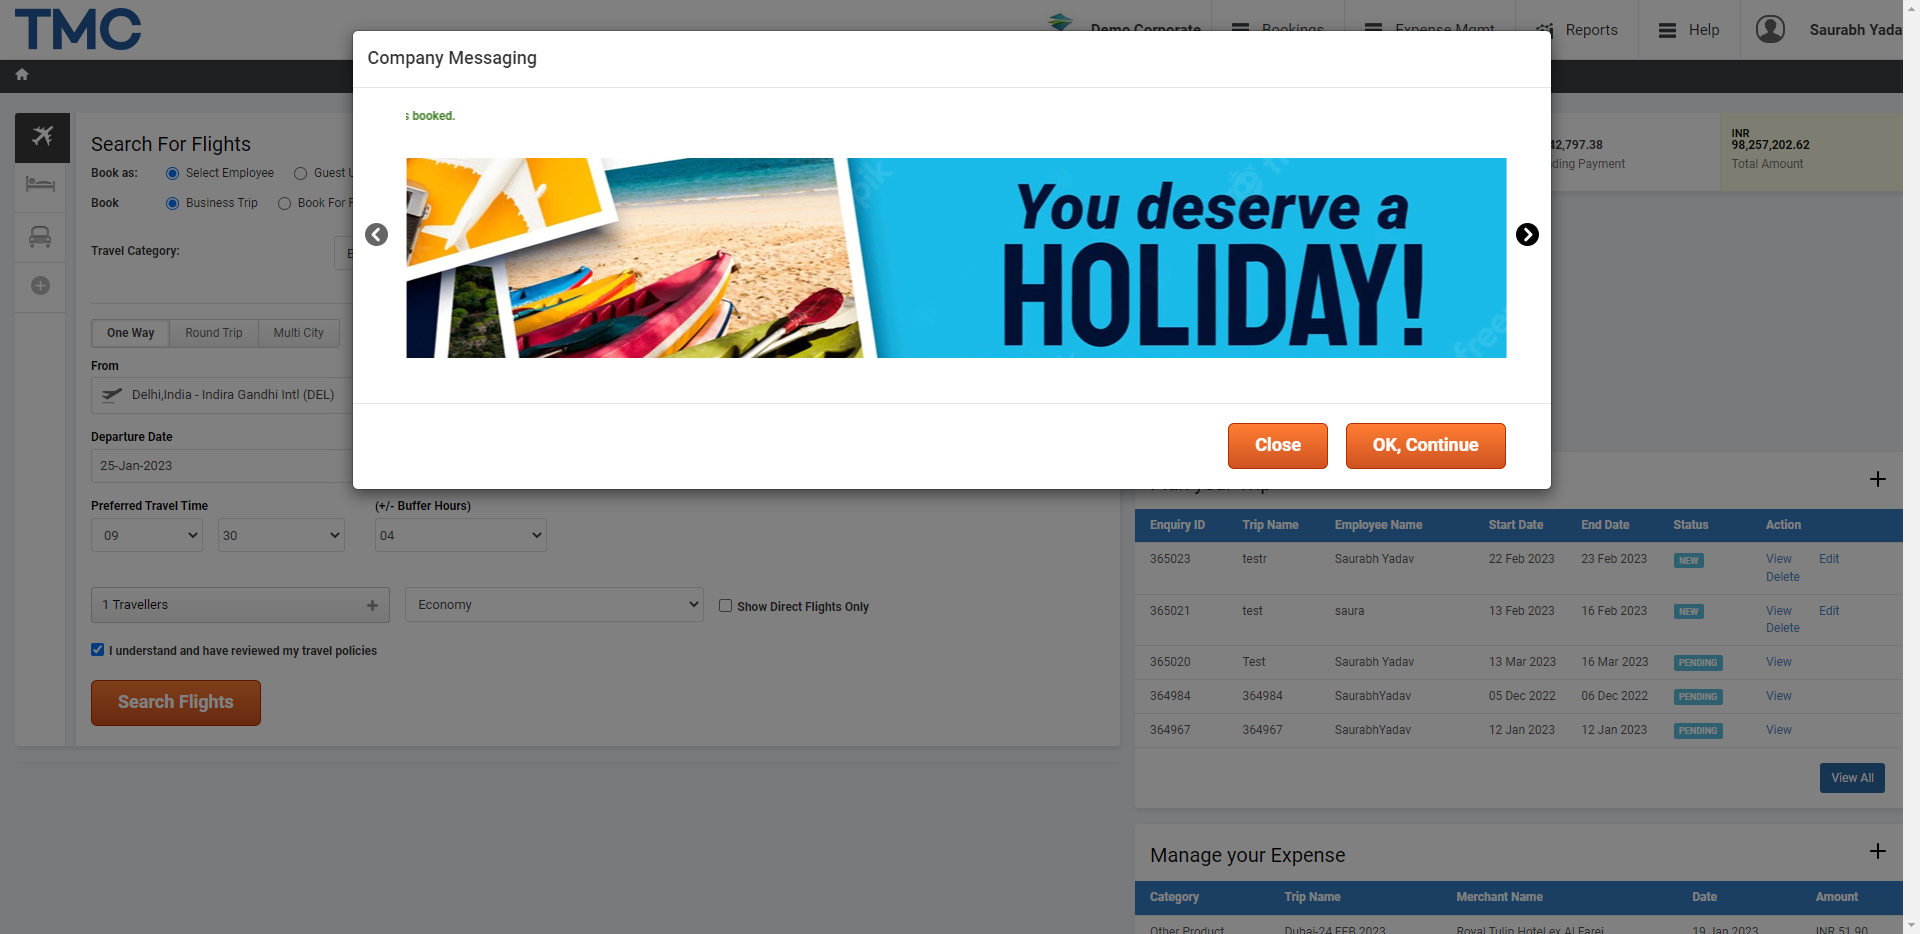 TMC
Demo Corporate
Bookings
Expense Mgmt
Reports
Help
Saurabh Yada
Company Messaging
s booked.
You deserve a
HOLIDAY!
Close
OK, Continue
Search For Flights
Book as:
Select Employee
Guest
Book
Business Trip
Book For
Travel Category:
One Way
Round Trip
Multi City
From
Delhi,India - Indira Gandhi Intl (DEL)
Departure Date
25-Jan-2023
Preferred Travel Time
(+/- Buffer Hours)
09
30
04
1 Travellers
Economy
Show Direct Flights Only
I understand and have reviewed my travel policies
Search Flights
42,797.38
ding Payment
INR
98,257,202.62
Total Amount
Enquiry ID Trip Name Employee Name Start Date End Date Status Action
365023 testr Saurabh Yadav 22 Feb 2023 23 Feb 2023 NEW View Edit
Delete
365021 test saura 13 Feb 2023 16 Feb 2023 NEW View Edit
Delete
365020 Test Saurabh Yadav 13 Mar 2023 16 Mar 2023 PENDING View
364984 364984 SaurabhYadav 05 Dec 2022 06 Dec 2022 PENDING View
364967 364967 SaurabhYadav 12 Jan 2023 12 Jan 2023 PENDING View
View All
Manage your Expense
Category Trip Name Merchant Name Date Amount
Other Product Dubai-24 FEB 2023 Royal Tulip Hotel ex Al Farej 19 Jan 2023 INR 51.90